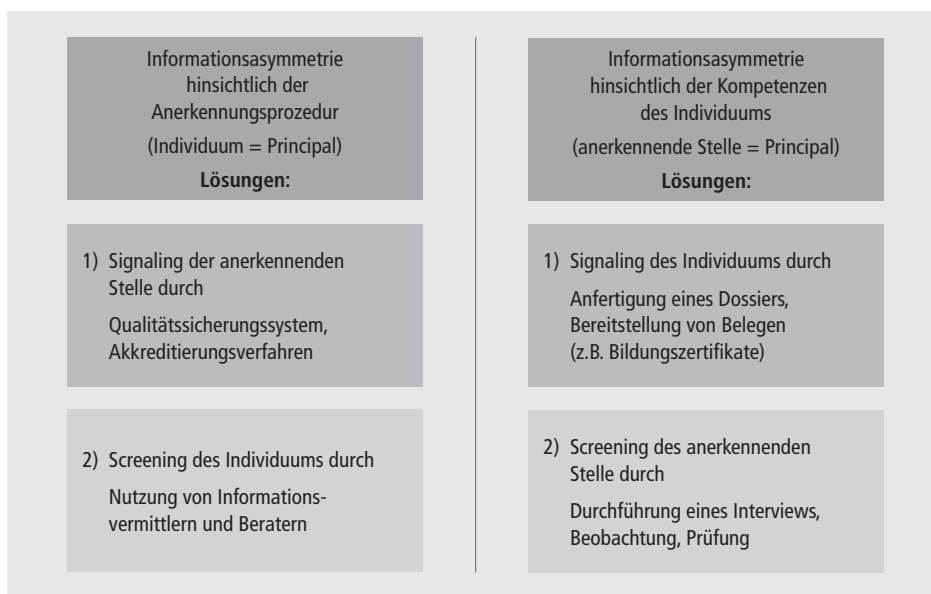 Informationsasymmetrie
hinsichtlich der
Anerkennungsprozedur
(Individuum = Principal)
Lösungen:
1) Signaling der anerkennenden
Stelle durch
Qualitätssicherungssystem,
Akkreditierungsverfahren
2) Screening des Individuums durch
Nutzung von Informations-
vermittlern und Beratern
Informationsasymmetrie
hinsichtlich der Kompetenzen
des Individuums
(anerkennende Stelle = Principal)
Lösungen:
1) Signaling des Individuums durch
Anfertigung eines Dossiers,
Bereitstellung von Belegen
(z.B. Bildungszertifikate)
2) Screening des anerkennenden
Stelle durch
Durchführung eines Interviews,
Beobachtung, Prüfung